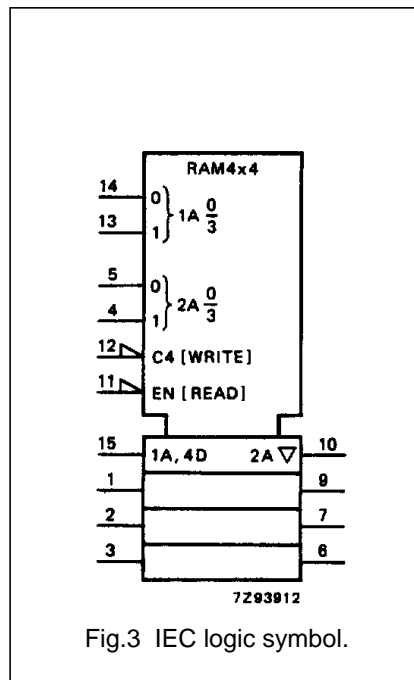 RAM4x4
14 0
1A 0/3
13 1
5 0
2A 0/3
4 1
12 C4 [WRITE]
11 EN [READ]
15 1A, 4D 2A ▽ 10
1 9
2 7
3 6
7Z93912
Fig.3 IEC logic symbol.